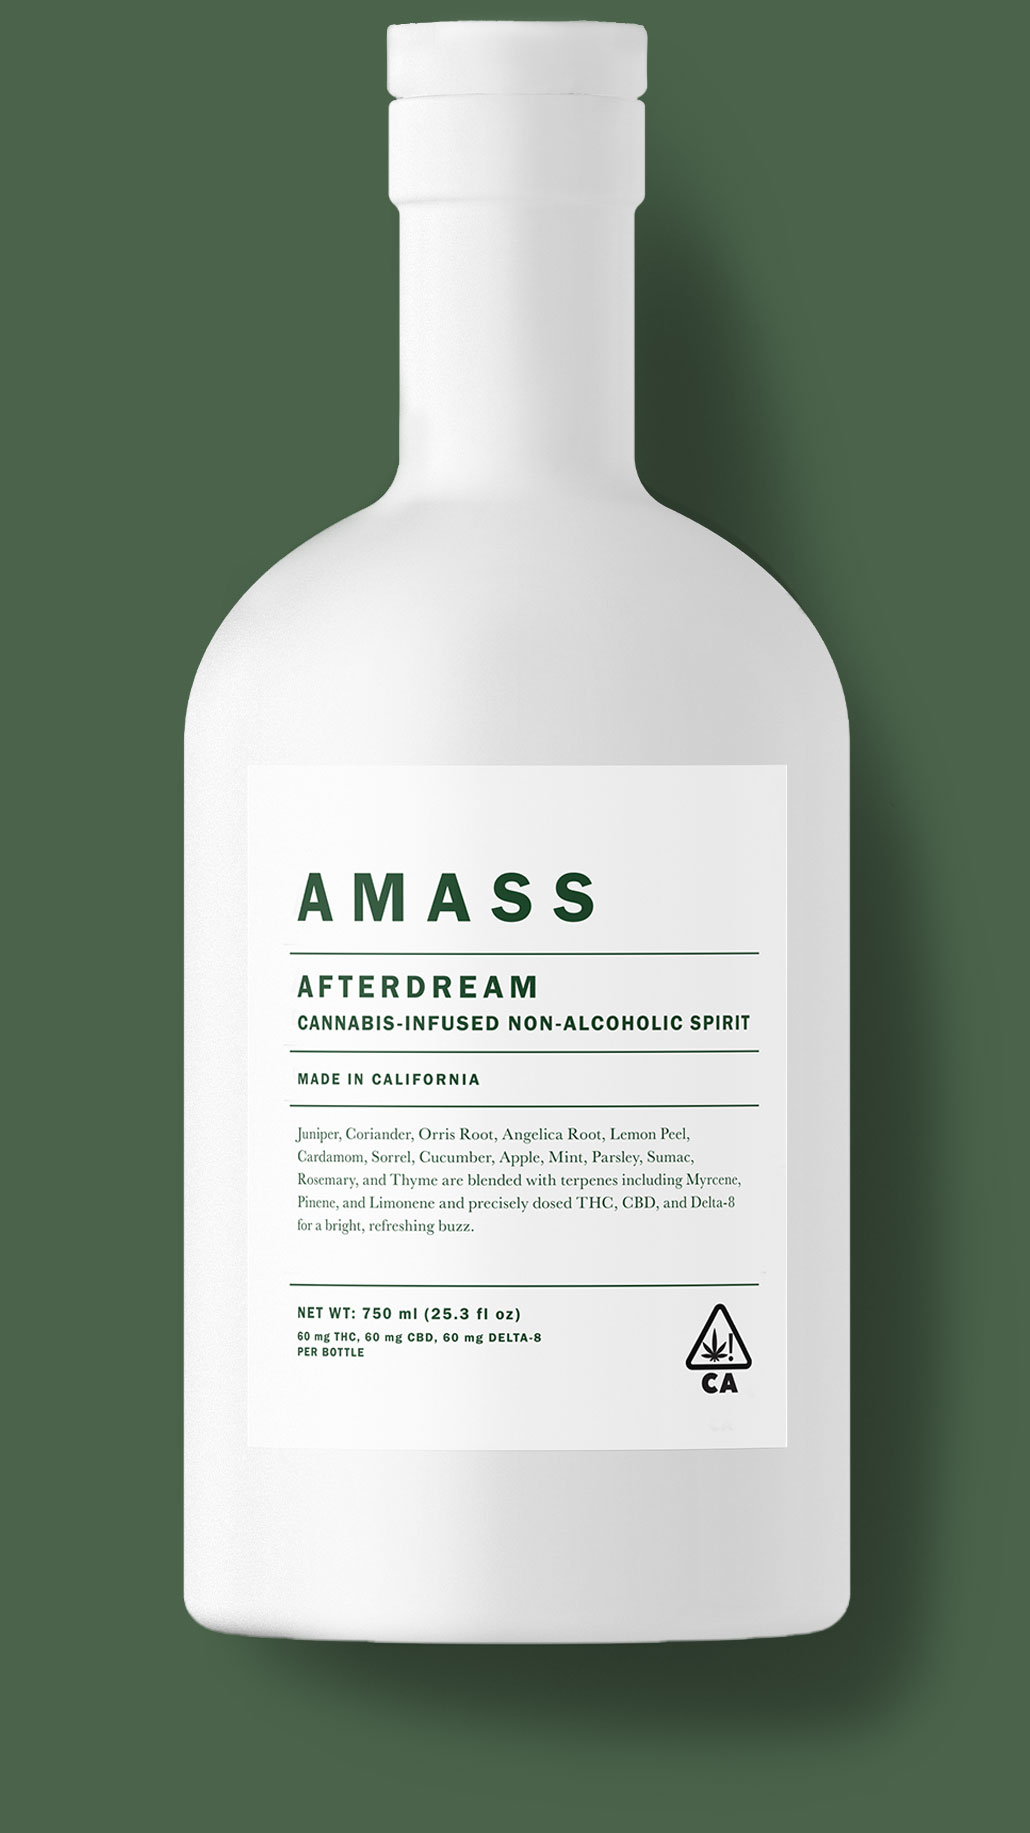 AMASS
AFTERDREAM
CANNABIS-INFUSED NON-ALCOHOLIC SPIRIT
MADE IN CALIFORNIA
Juniper, Coriander, Orris Root, Angelica Root, Lemon Peel,
Cardamom, Sorrel, Cucumber, Apple, Mint, Parsley, Sumac,
Rosemary, and Thyme are blended with terpenes including Myrcene,
Pinene, and Limonene and precisely dosed THC, CBD, and Delta-8
for a bright, refreshing buzz.
NET WT: 750 ml (25.3 fl oz)
60 mg THC, 60 mg CBD, 60 mg DELTA-8
PER BOTTLE
!
CA